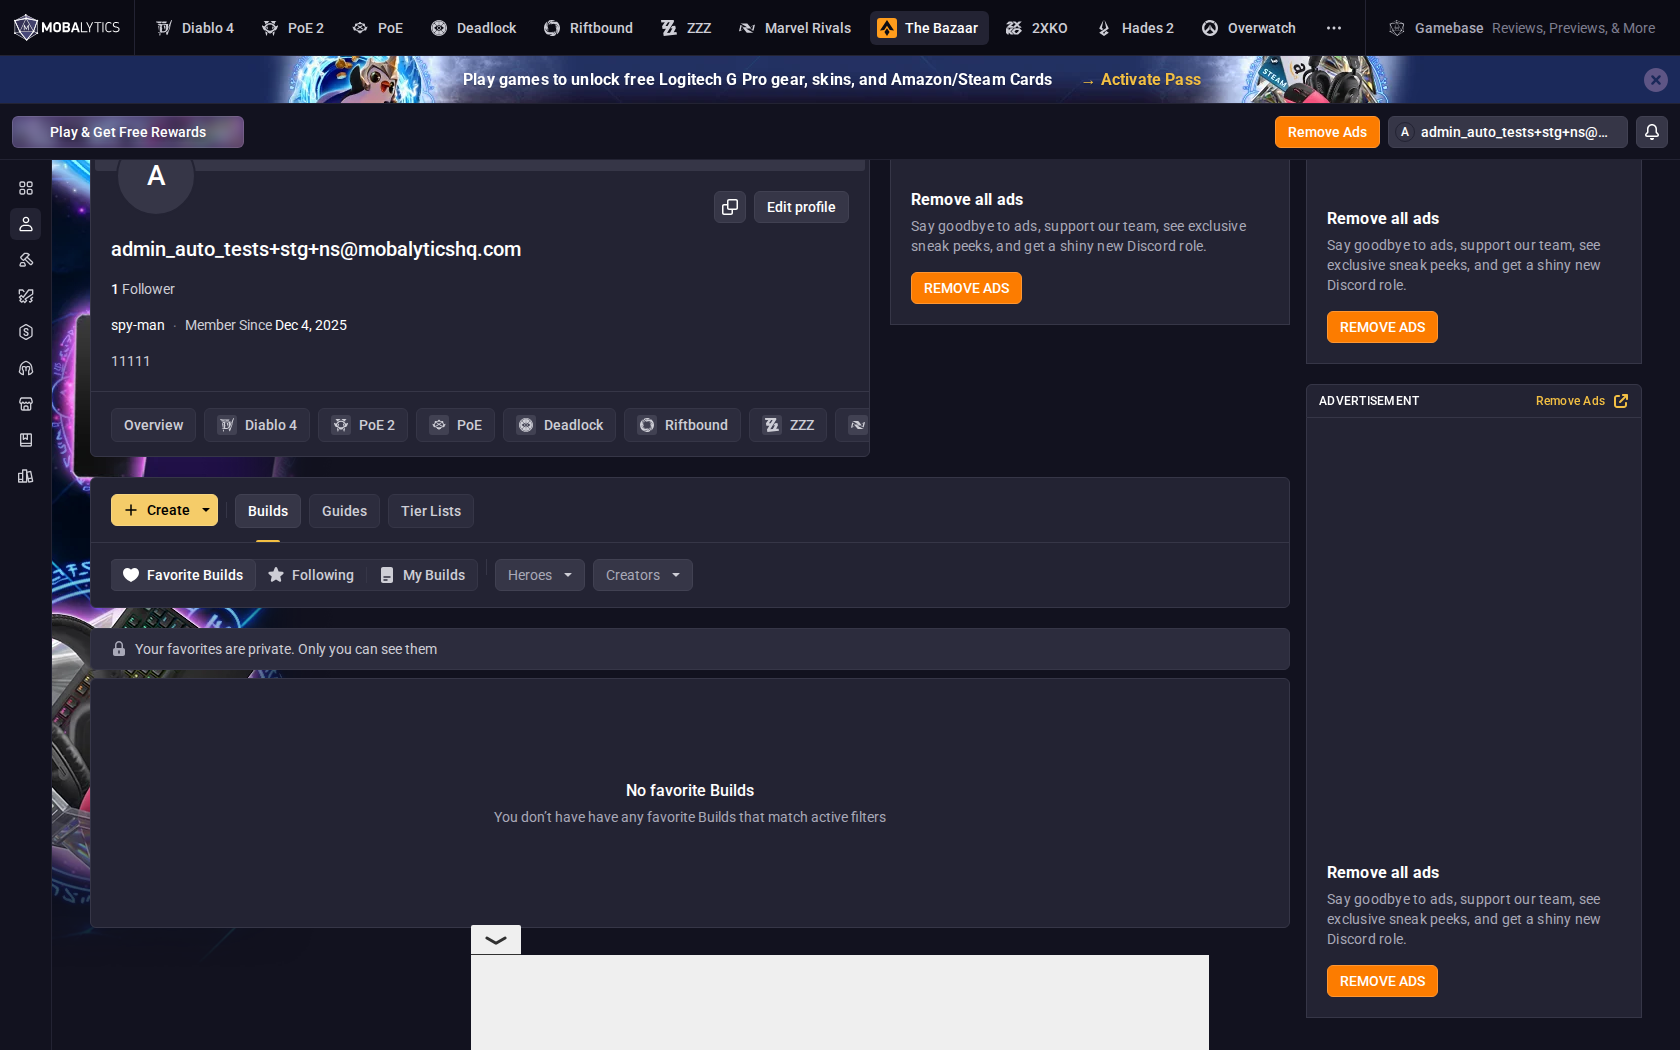 MOBALYTICS
Diablo 4
PoE 2
PoE
Deadlock
Riftbound
ZZZ
Marvel Rivals
The Bazaar
2XKO
Hades 2
Overwatch
Gamebase Reviews, Previews, & More
Play games to unlock free Logitech G Pro gear, skins, and Amazon/Steam Cards → Activate Pass
Play & Get Free Rewards
Remove Ads
A admin_auto_tests+stg+ns@...
A
Edit profile
admin_auto_tests+stg+ns@mobalyticshq.com
1 Follower
spy-man · Member Since Dec 4, 2025
11111
Overview
Diablo 4
PoE 2
PoE
Deadlock
Riftbound
ZZZ
Remove all ads
Say goodbye to ads, support our team, see exclusive
sneak peeks, and get a shiny new Discord role.
REMOVE ADS
Remove all ads
Say goodbye to ads, support our team, see
exclusive sneak peeks, and get a shiny new
Discord role.
REMOVE ADS
+ Create
Builds
Guides
Tier Lists
Favorite Builds
Following
My Builds
Heroes
Creators
Your favorites are private. Only you can see them
No favorite Builds
You don't have have any favorite Builds that match active filters
ADVERTISEMENT
Remove Ads
Remove all ads
Say goodbye to ads, support our team, see
exclusive sneak peeks, and get a shiny new
Discord role.
REMOVE ADS